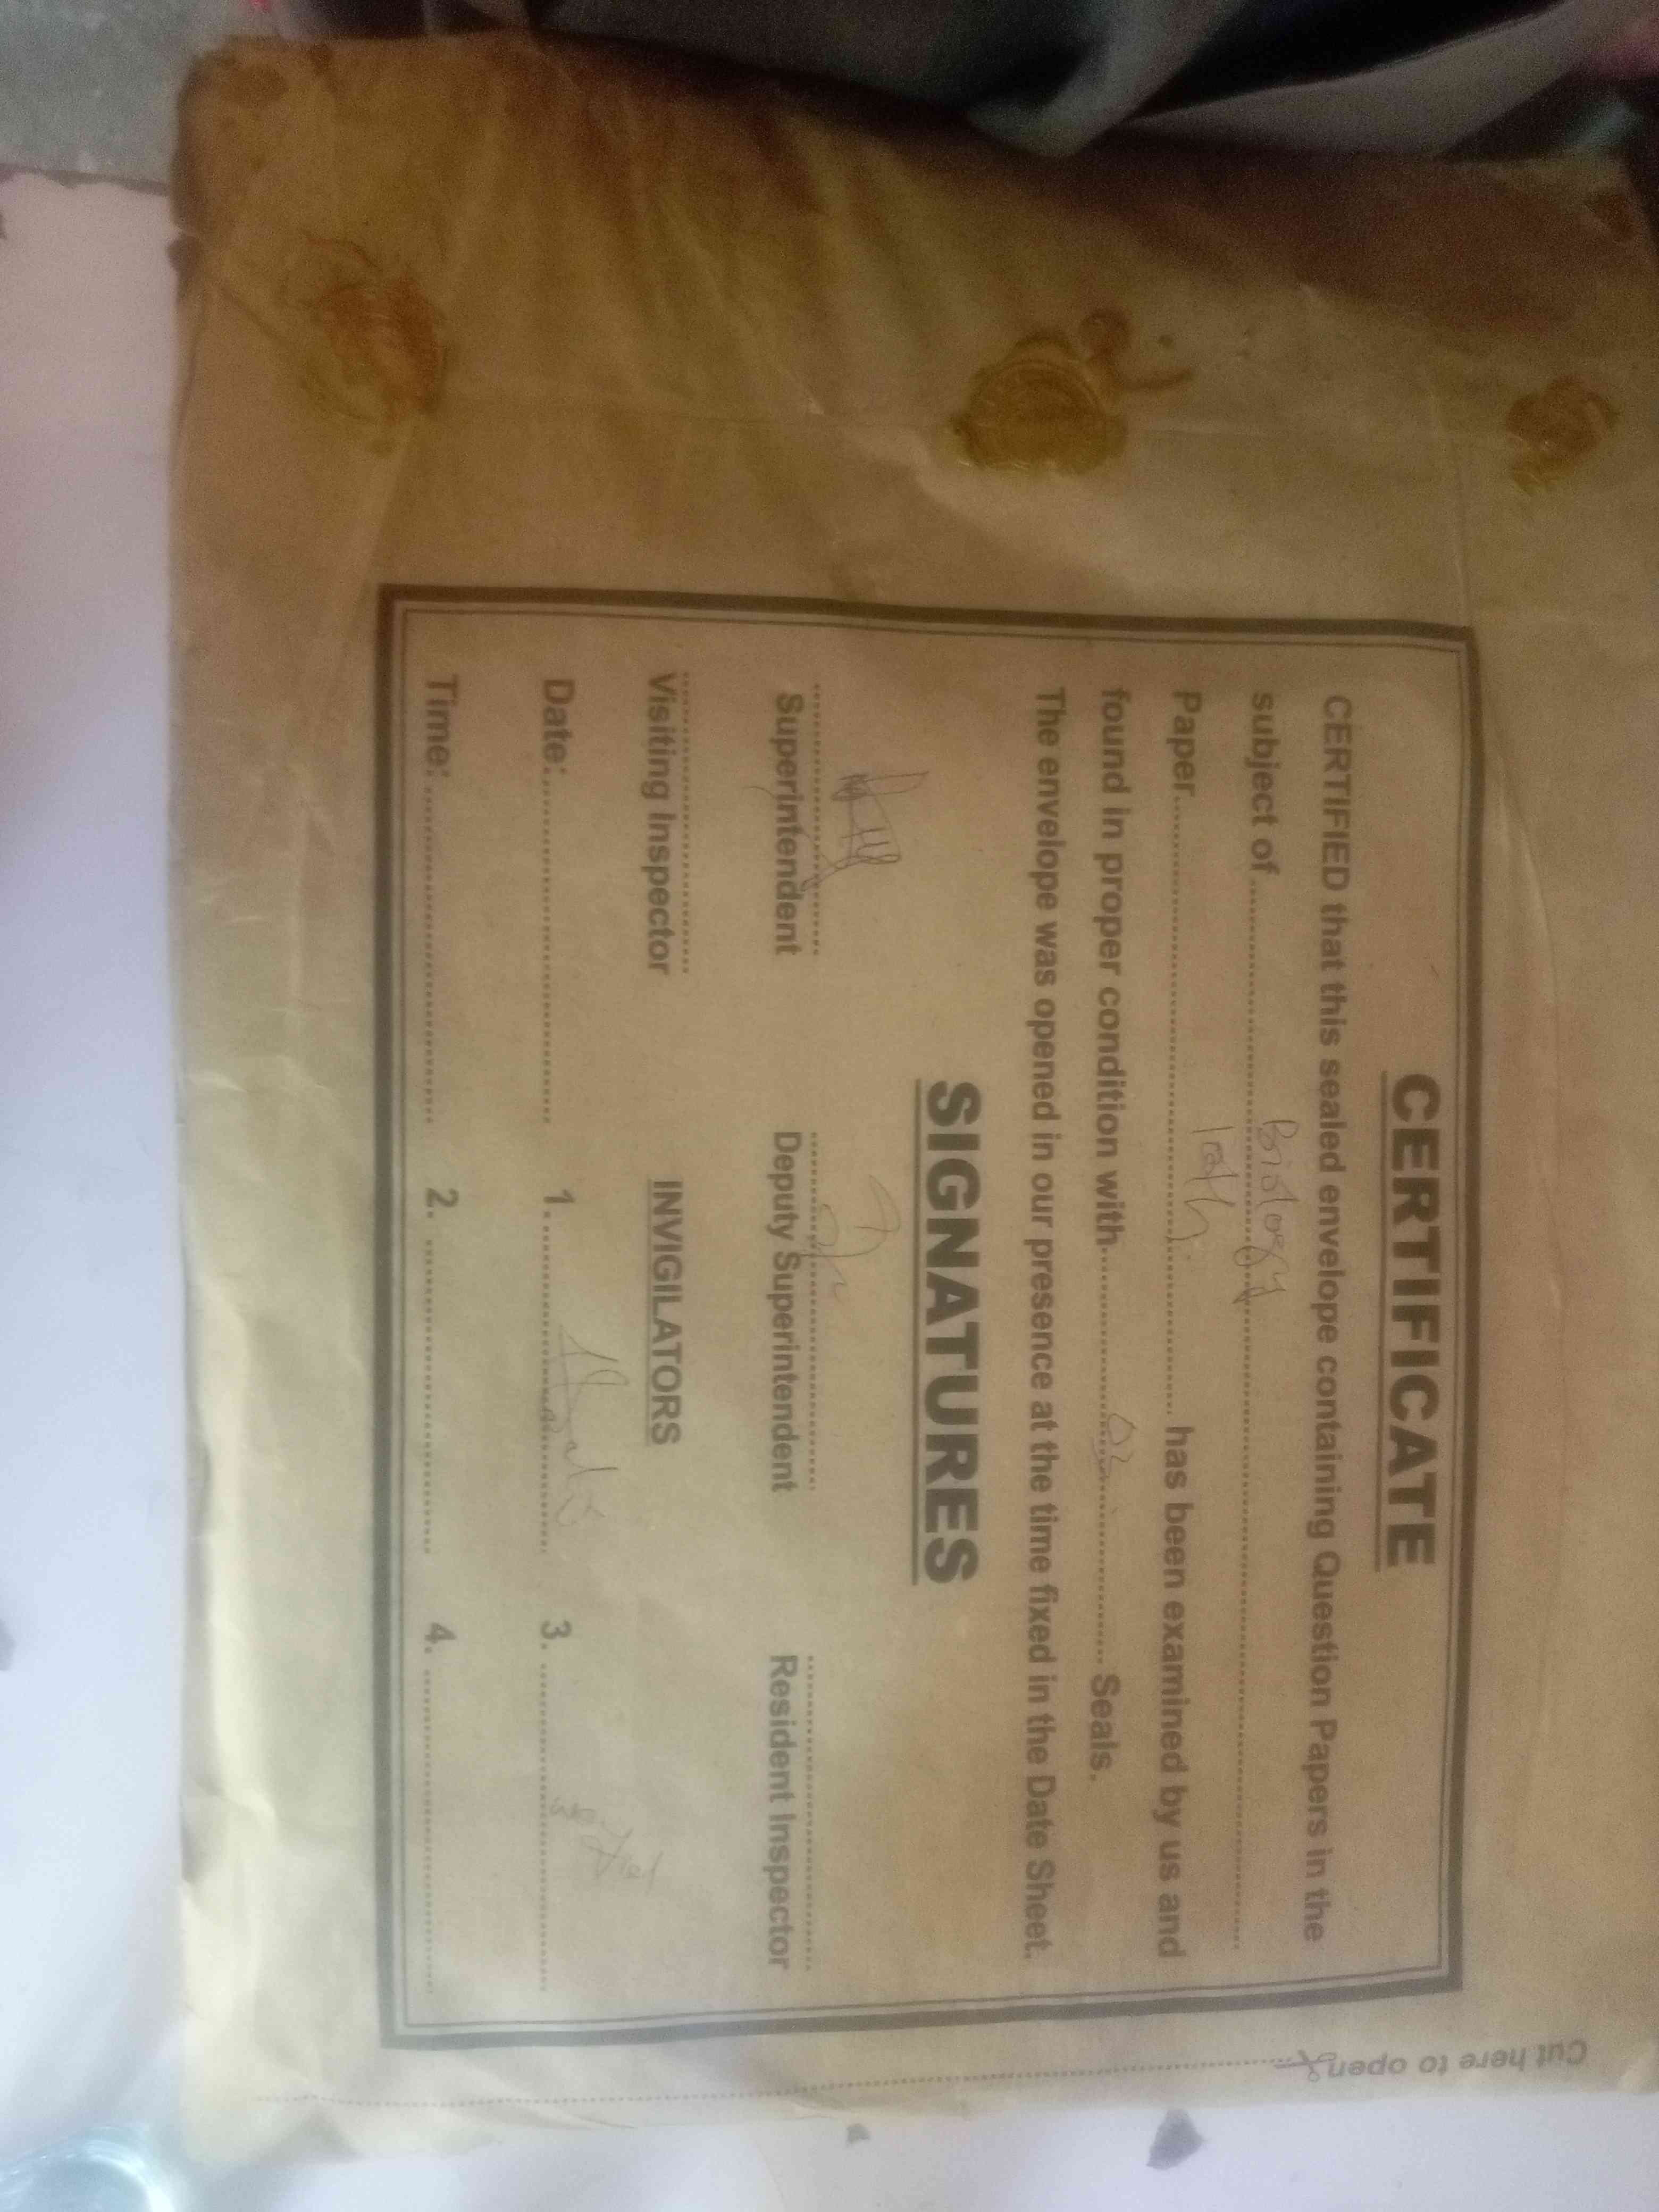 CERTIFICATE
CERTIFIED that this sealed envelope containing Question Papers in the
subject of ........ Biology ........
Paper ........ 10th ........ has been examined by us and
found in proper condition with ................ Seals.
The envelope was opened in our presence at the time fixed in the Date Sheet.
SIGNATURES
Superintendent Deputy Superintendent Resident Inspector
Visiting Inspector INVIGILATORS
Date: ................ 1. ................ 3. ................
Time: ................ 2. ................ 4. ................
Cut here to open